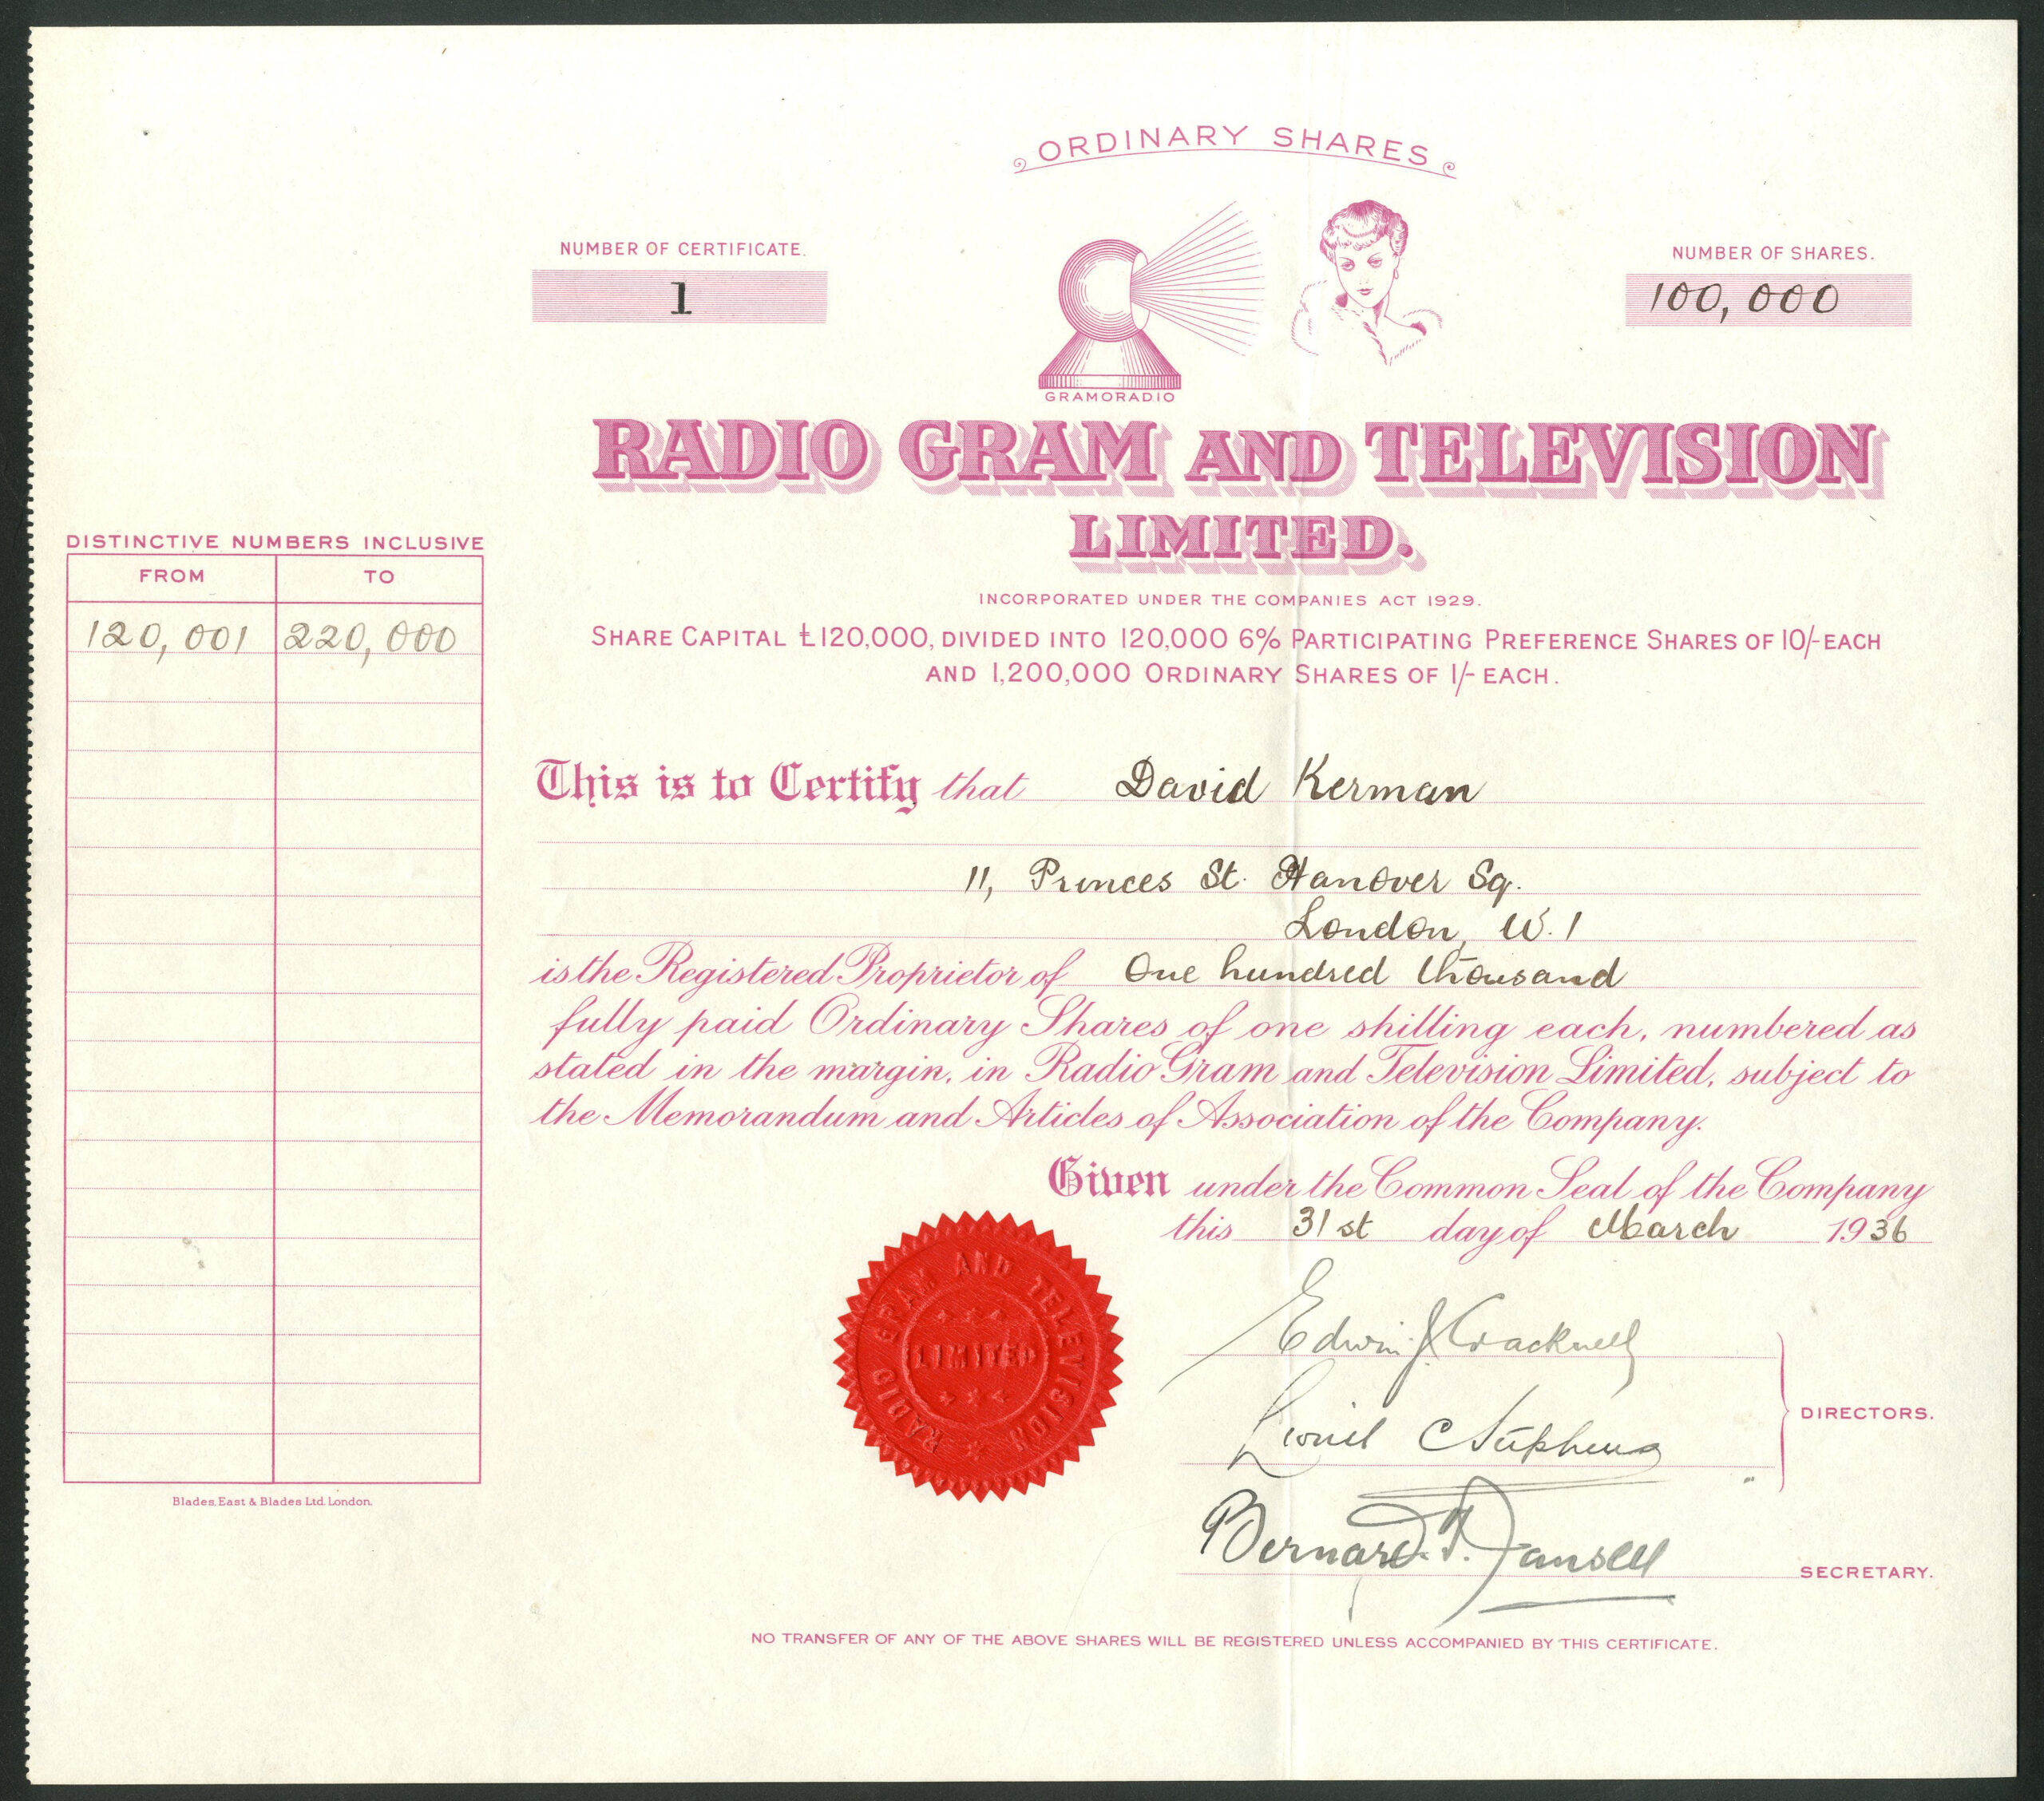 ORDINARY SHARES
NUMBER OF CERTIFICATE.
1
NUMBER OF SHARES.
100,000
GRAMORADIO
RADIO GRAM AND TELEVISION
LIMITED.
INCORPORATED UNDER THE COMPANIES ACT 1929.
SHARE CAPITAL £120,000, DIVIDED INTO 120,000 6% PARTICIPATING PREFERENCE SHARES OF 10/- EACH
AND 1,200,000 ORDINARY SHARES OF 1/- EACH.
DISTINCTIVE NUMBERS INCLUSIVE
FROM TO
120,001 220,000
This is to Certify that David Kerman
11, Princes St. Hanover Sq.
London, W.1
is the Registered Proprietor of One hundred thousand
fully paid Ordinary Shares of one shilling each, numbered as
stated in the margin, in Radio Gram and Television Limited, subject to
the Memorandum and Articles of Association of the Company.
Given under the Common Seal of the Company
this 31st day of March 1936
RADIO GRAM AND TELEVISION
LIMITED
Edwin J. Cracknell
Lionel C Stephens
DIRECTORS.
Bernard T. Jansell
SECRETARY.
Blades, East & Blades Ltd. London.
NO TRANSFER OF ANY OF THE ABOVE SHARES WILL BE REGISTERED UNLESS ACCOMPANIED BY THIS CERTIFICATE.